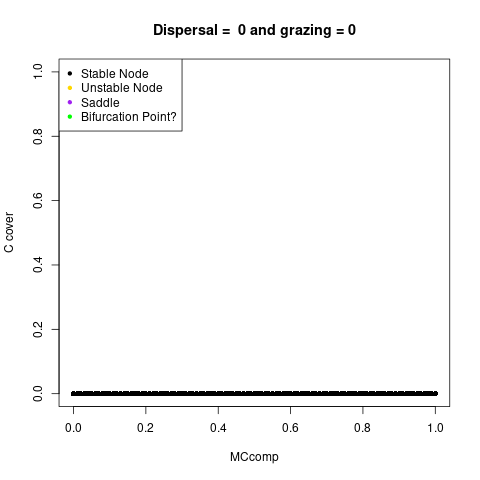 Dispersal =  0 and grazing = 0
Stable Node
Unstable Node
Saddle
Bifurcation Point?
C cover
1.0
0.8
0.6
0.4
0.2
0.0
0.0 0.2 0.4 0.6 0.8 1.0
MCcomp